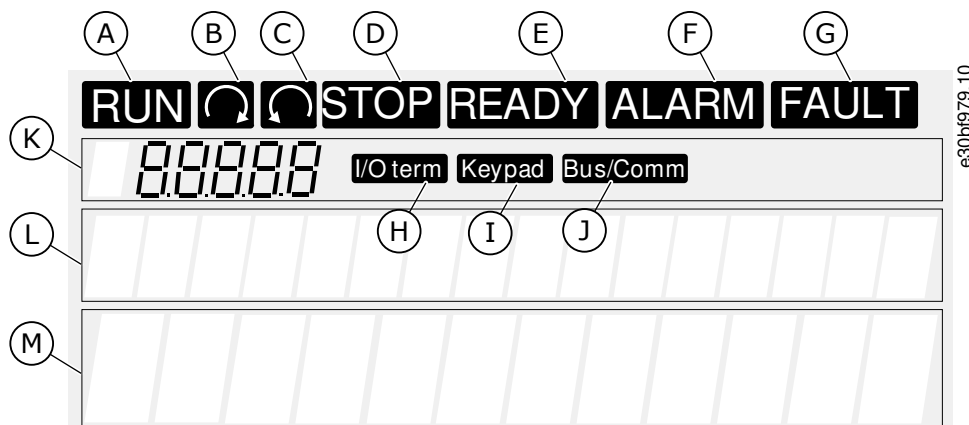 A B C D E F G
RUN STOP READY ALARM FAULT
K 8.8.8.8.8 I/O term Keypad Bus/Comm
H I J
L
M
e30bf979.10